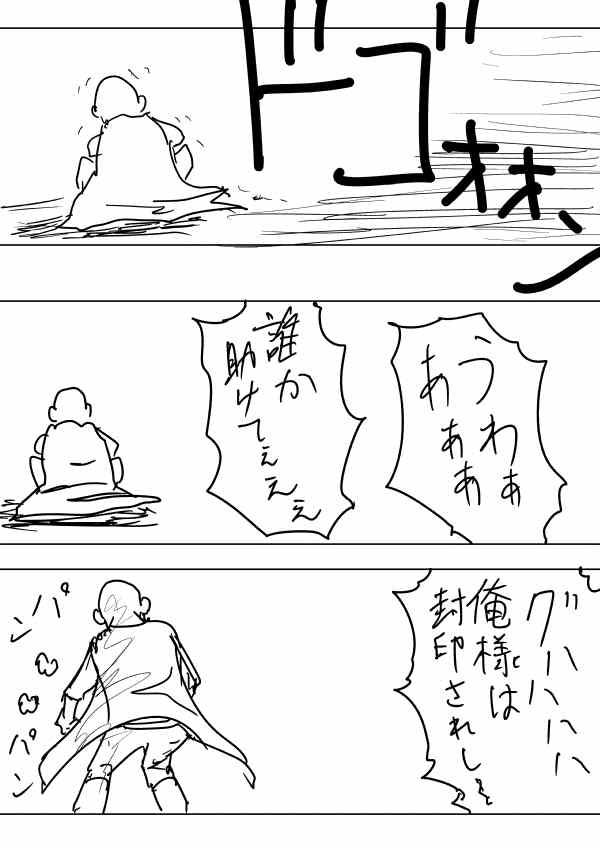 ドゴォォン
うわぁ
あぁぁ
誰か
助けてぇぇぇ
グハハハハ
俺様は
封印されし
パン
パン